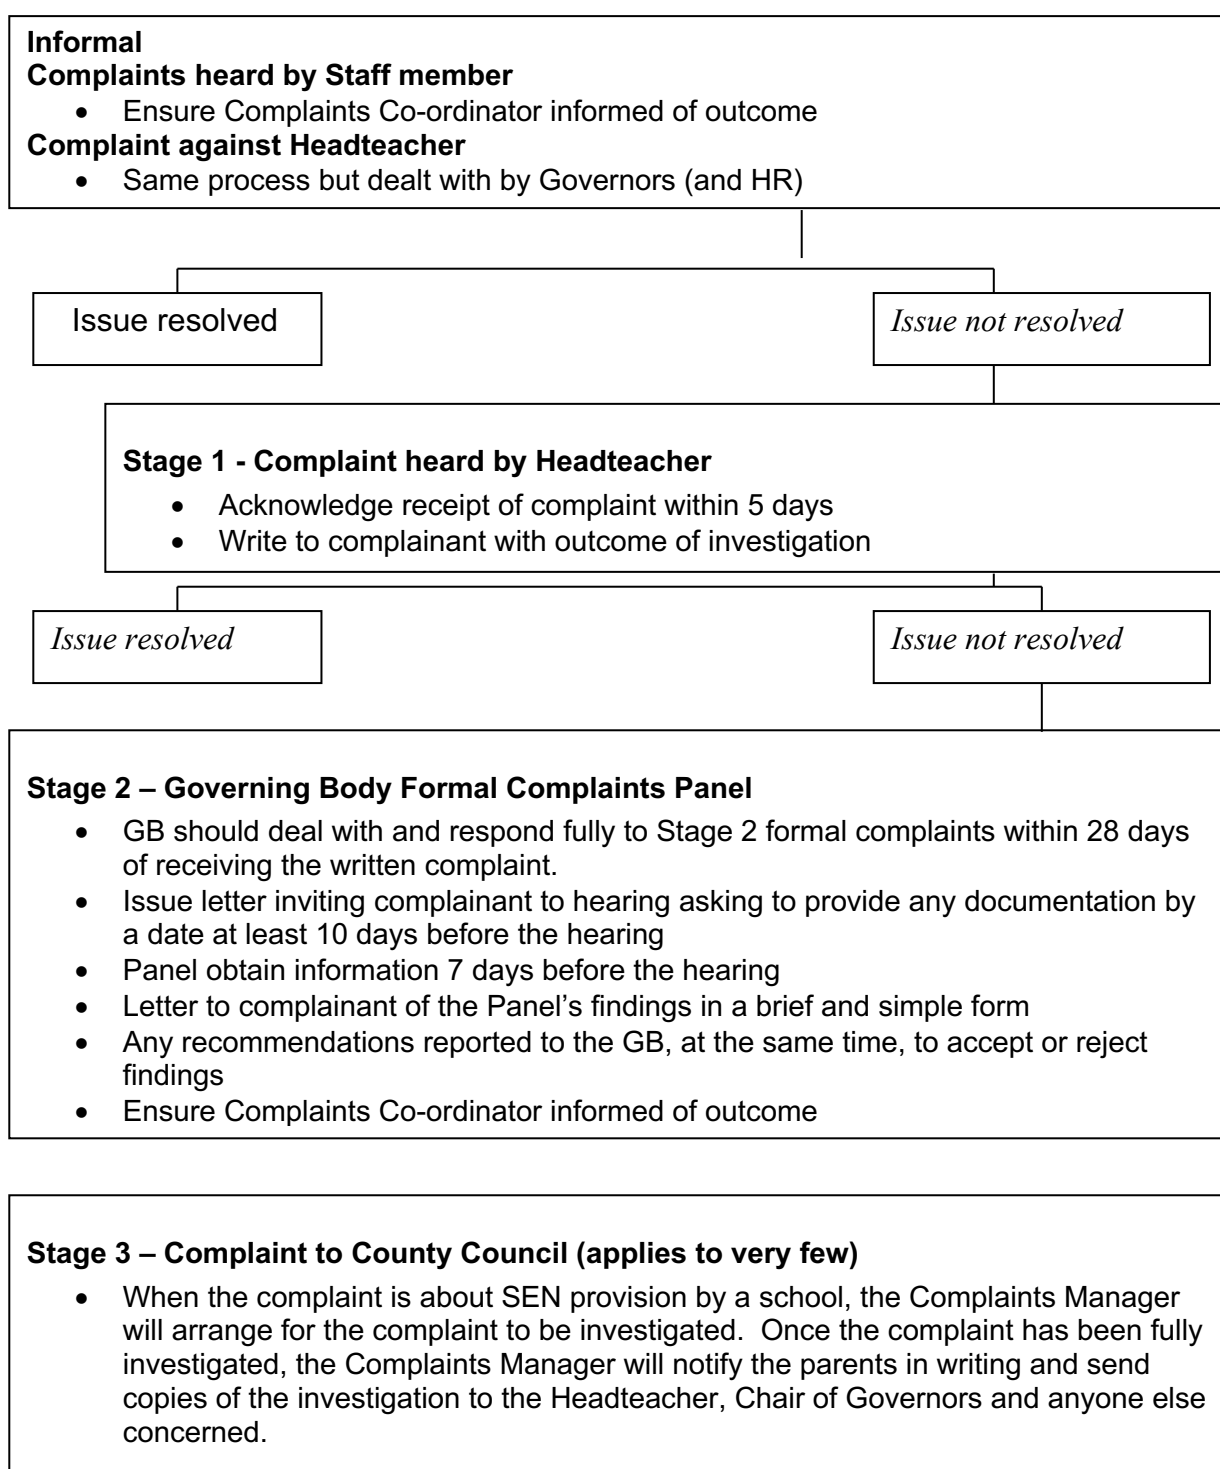 Informal
Complaints heard by Staff member
• Ensure Complaints Co-ordinator informed of outcome
Complaint against Headteacher
• Same process but dealt with by Governors (and HR)
Issue resolved
Issue not resolved
Stage 1 - Complaint heard by Headteacher
• Acknowledge receipt of complaint within 5 days
• Write to complainant with outcome of investigation
Issue resolved
Issue not resolved
Stage 2 – Governing Body Formal Complaints Panel
• GB should deal with and respond fully to Stage 2 formal complaints within 28 days
of receiving the written complaint.
• Issue letter inviting complainant to hearing asking to provide any documentation by
a date at least 10 days before the hearing
• Panel obtain information 7 days before the hearing
• Letter to complainant of the Panel’s findings in a brief and simple form
• Any recommendations reported to the GB, at the same time, to accept or reject
findings
• Ensure Complaints Co-ordinator informed of outcome
Stage 3 – Complaint to County Council (applies to very few)
• When the complaint is about SEN provision by a school, the Complaints Manager
will arrange for the complaint to be investigated.  Once the complaint has been fully
investigated, the Complaints Manager will notify the parents in writing and send
copies of the investigation to the Headteacher, Chair of Governors and anyone else
concerned.